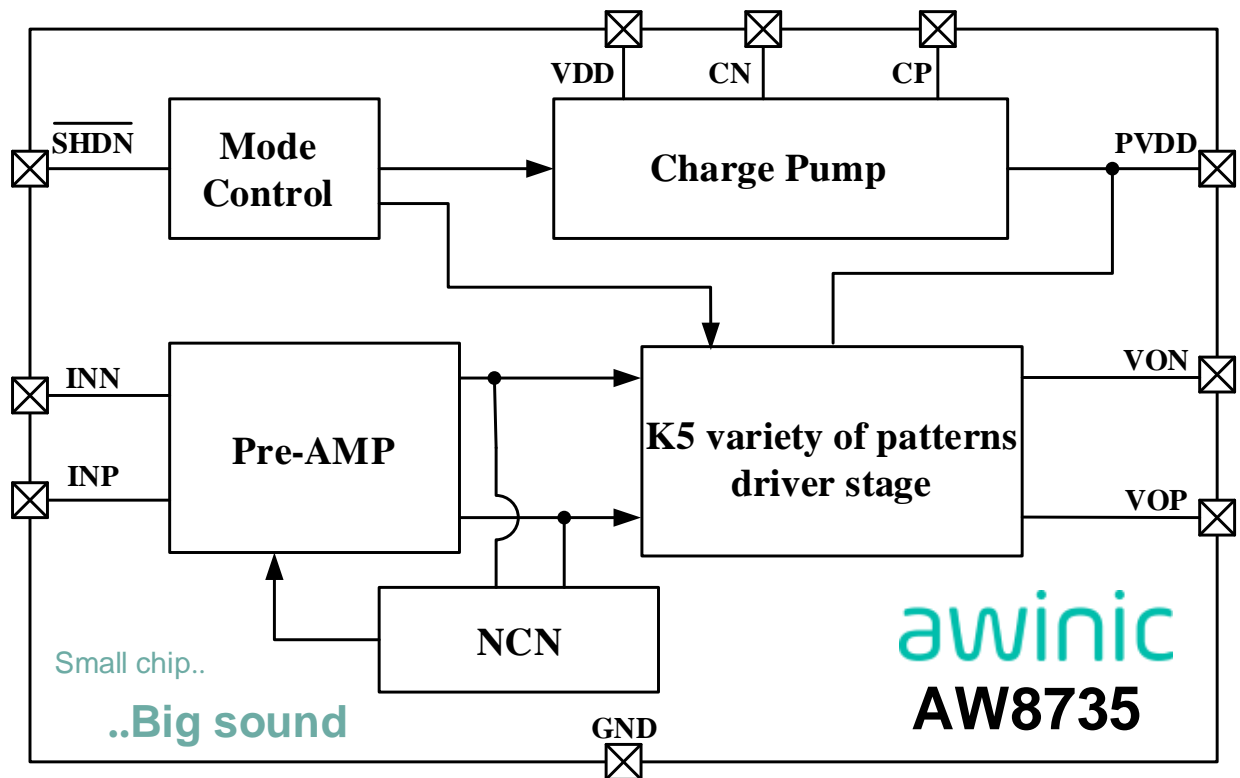 VDD
CN
CP
SHDN
Mode
Control
Charge Pump
PVDD
INN
INP
Pre-AMP
K5 variety of patterns
driver stage
VON
VOP
NCN
Small chip..
..Big sound
awinic
AW8735
GND